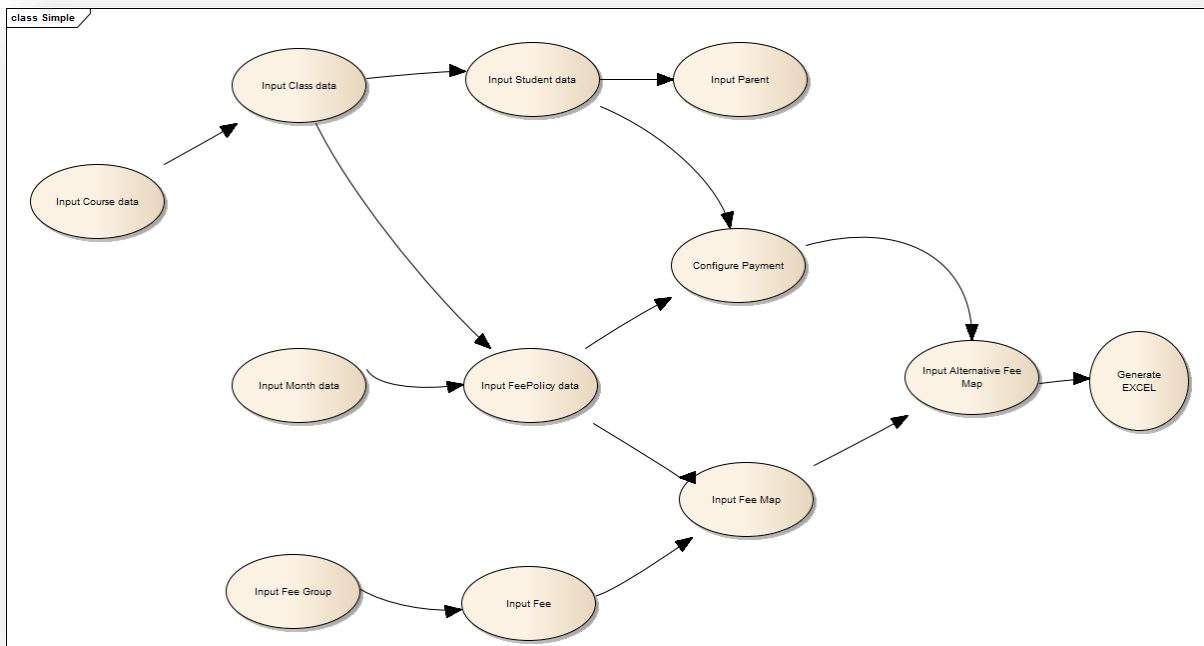 class Simple
Input Class data
Input Student data
Input Parent
Input Course data
Configure Payment
Input Month data
Input FeePolicy data
Input Alternative Fee
Map
Generate
EXCEL
Input Fee Map
Input Fee Group
Input Fee